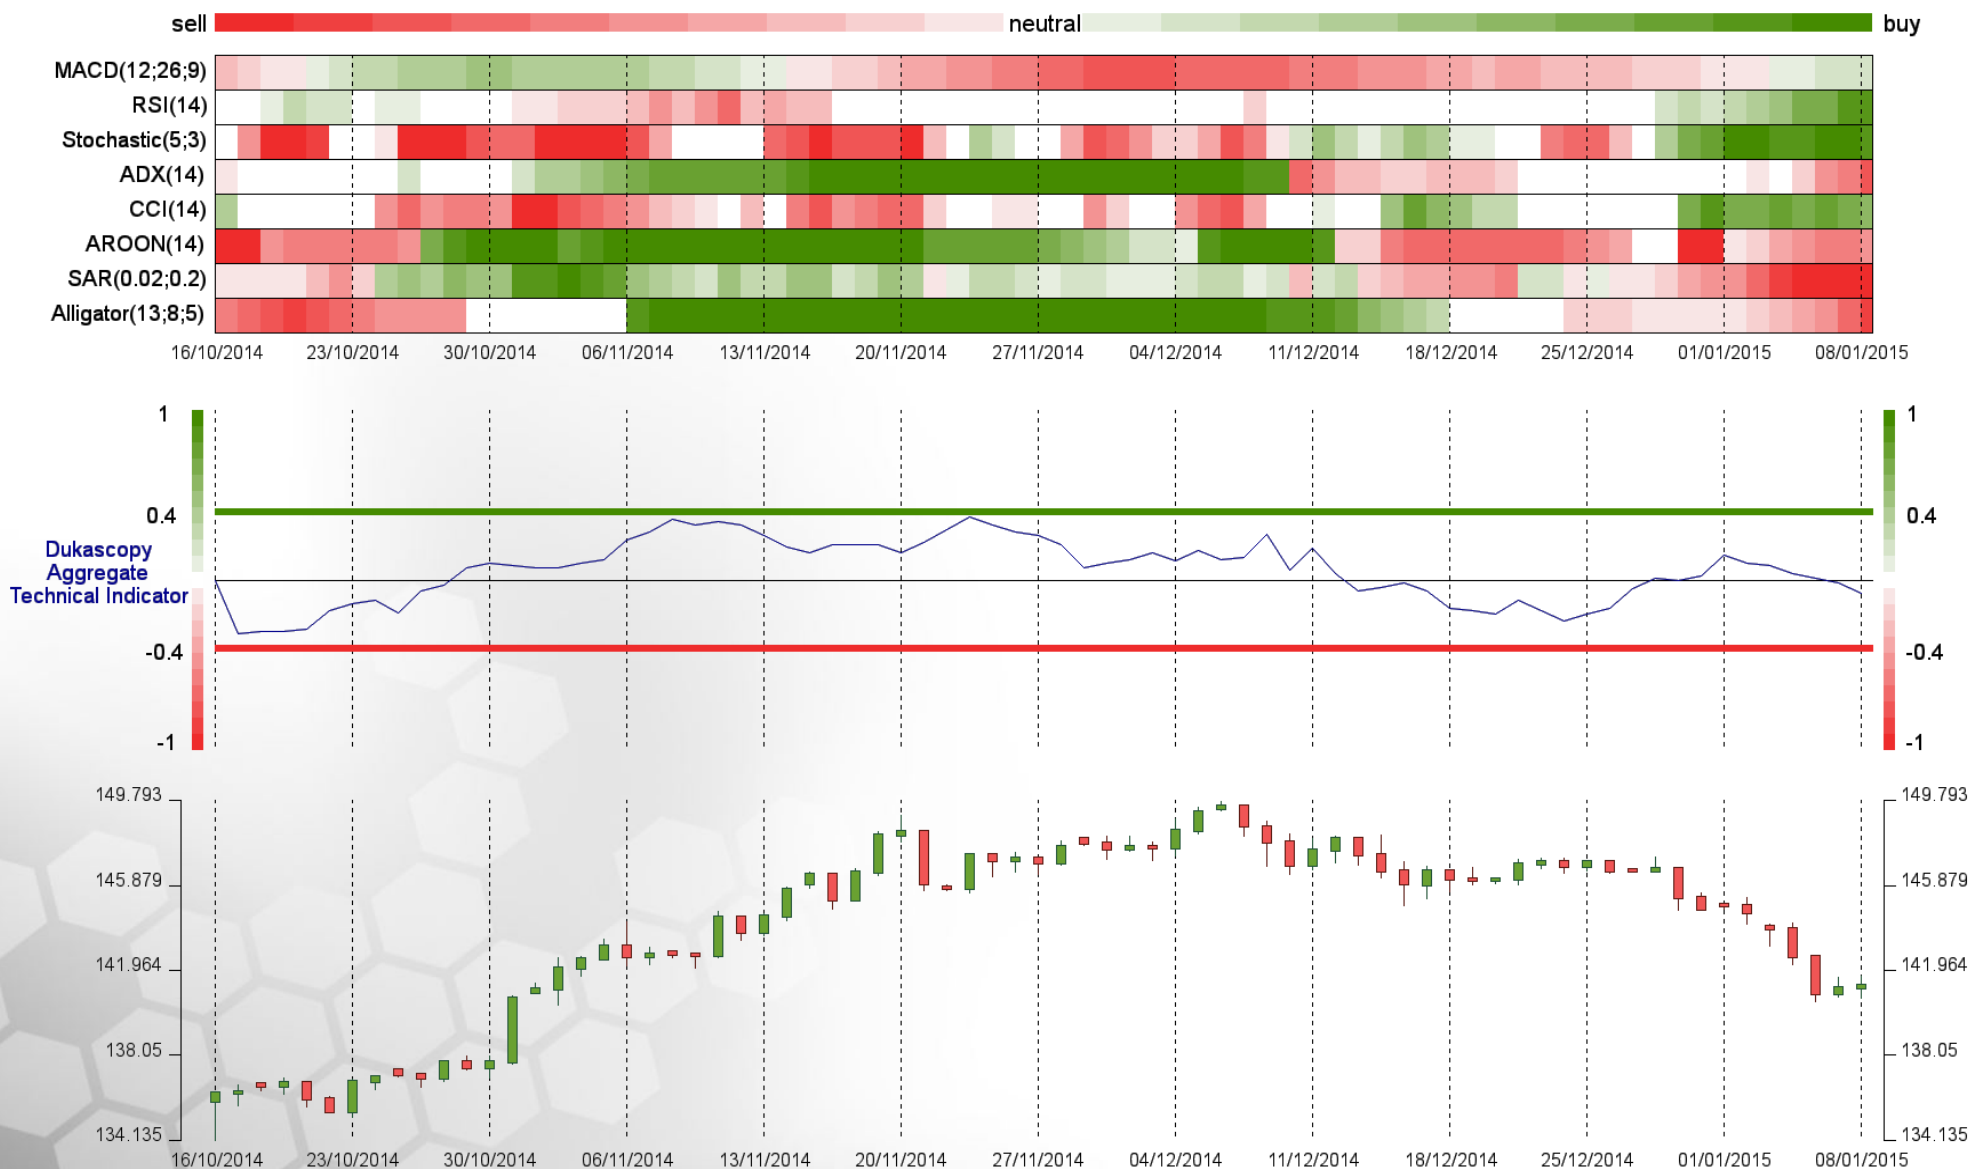 sell neutral buy
MACD(12;26;9)
RSI(14)
Stochastic(5;3)
ADX(14)
CCI(14)
AROON(14)
SAR(0.02;0.2)
Alligator(13;8;5)
16/10/2014 23/10/2014 30/10/2014 06/11/2014 13/11/2014 20/11/2014 27/11/2014 04/12/2014 11/12/2014 18/12/2014 25/12/2014 01/01/2015 08/01/2015
1 1
0.4 0.4
Dukascopy
Aggregate
Technical Indicator
-0.4 -0.4
-1 -1
149.793 149.793
145.879 145.879
141.964 141.964
138.05 138.05
134.135 134.135
16/10/2014 23/10/2014 30/10/2014 06/11/2014 13/11/2014 20/11/2014 27/11/2014 04/12/2014 11/12/2014 18/12/2014 25/12/2014 01/01/2015 08/01/2015